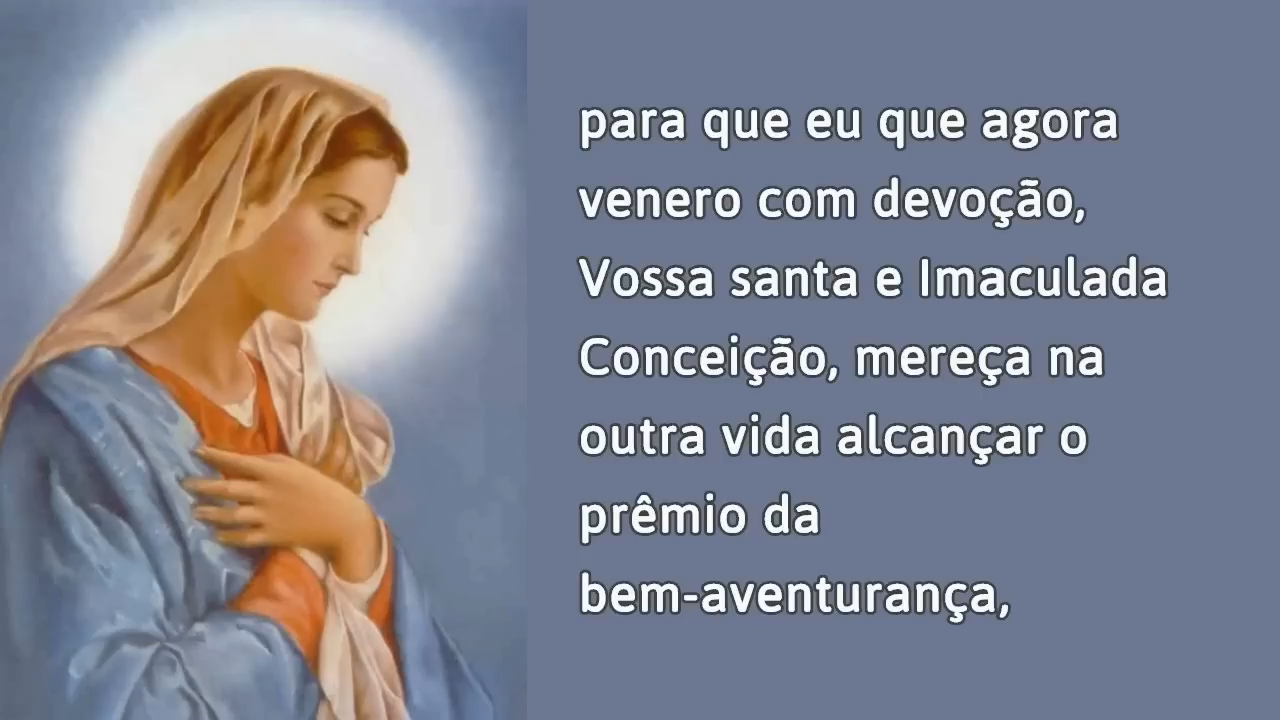 para que eu que agora
venero com devoção,
Vossa santa e Imaculada
Conceição, mereça na
outra vida alcançar o
prêmio da
bem-aventurança,